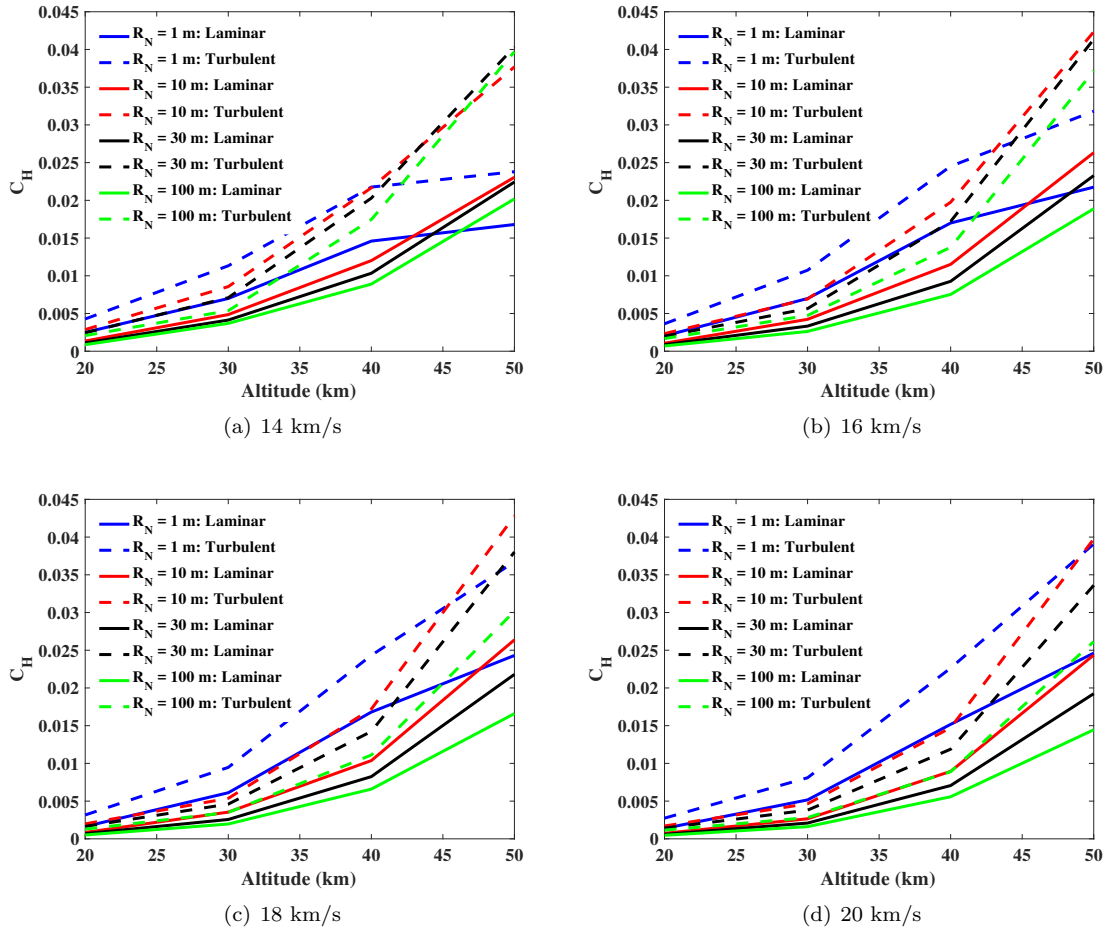 0.045
0.04
0.035
0.03
0.025
0.02
0.015
0.01
0.005
0
C_H
R_N = 1 m: Laminar
R_N = 1 m: Turbulent
R_N = 10 m: Laminar
R_N = 10 m: Turbulent
R_N = 30 m: Laminar
R_N = 30 m: Turbulent
R_N = 100 m: Laminar
R_N = 100 m: Turbulent
20 25 30 35 40 45 50
Altitude (km)
(a) 14 km/s
0.045
0.04
0.035
0.03
0.025
0.02
0.015
0.01
0.005
0
C_H
R_N = 1 m: Laminar
R_N = 1 m: Turbulent
R_N = 10 m: Laminar
R_N = 10 m: Turbulent
R_N = 30 m: Laminar
R_N = 30 m: Turbulent
R_N = 100 m: Laminar
R_N = 100 m: Turbulent
20 25 30 35 40 45 50
Altitude (km)
(b) 16 km/s
0.045
0.04
0.035
0.03
0.025
0.02
0.015
0.01
0.005
0
C_H
R_N = 1 m: Laminar
R_N = 1 m: Turbulent
R_N = 10 m: Laminar
R_N = 10 m: Turbulent
R_N = 30 m: Laminar
R_N = 30 m: Laminar
R_N = 100 m: Laminar
R_N = 100 m: Turbulent
20 25 30 35 40 45 50
Altitude (km)
(c) 18 km/s
0.045
0.04
0.035
0.03
0.025
0.02
0.015
0.01
0.005
0
C_H
R_N = 1 m: Laminar
R_N = 1 m: Turbulent
R_N = 10 m: Laminar
R_N = 10 m: Turbulent
R_N = 30 m: Laminar
R_N = 30 m: Turbulent
R_N = 100 m: Laminar
R_N = 100 m: Turbulent
20 25 30 35 40 45 50
Altitude (km)
(d) 20 km/s